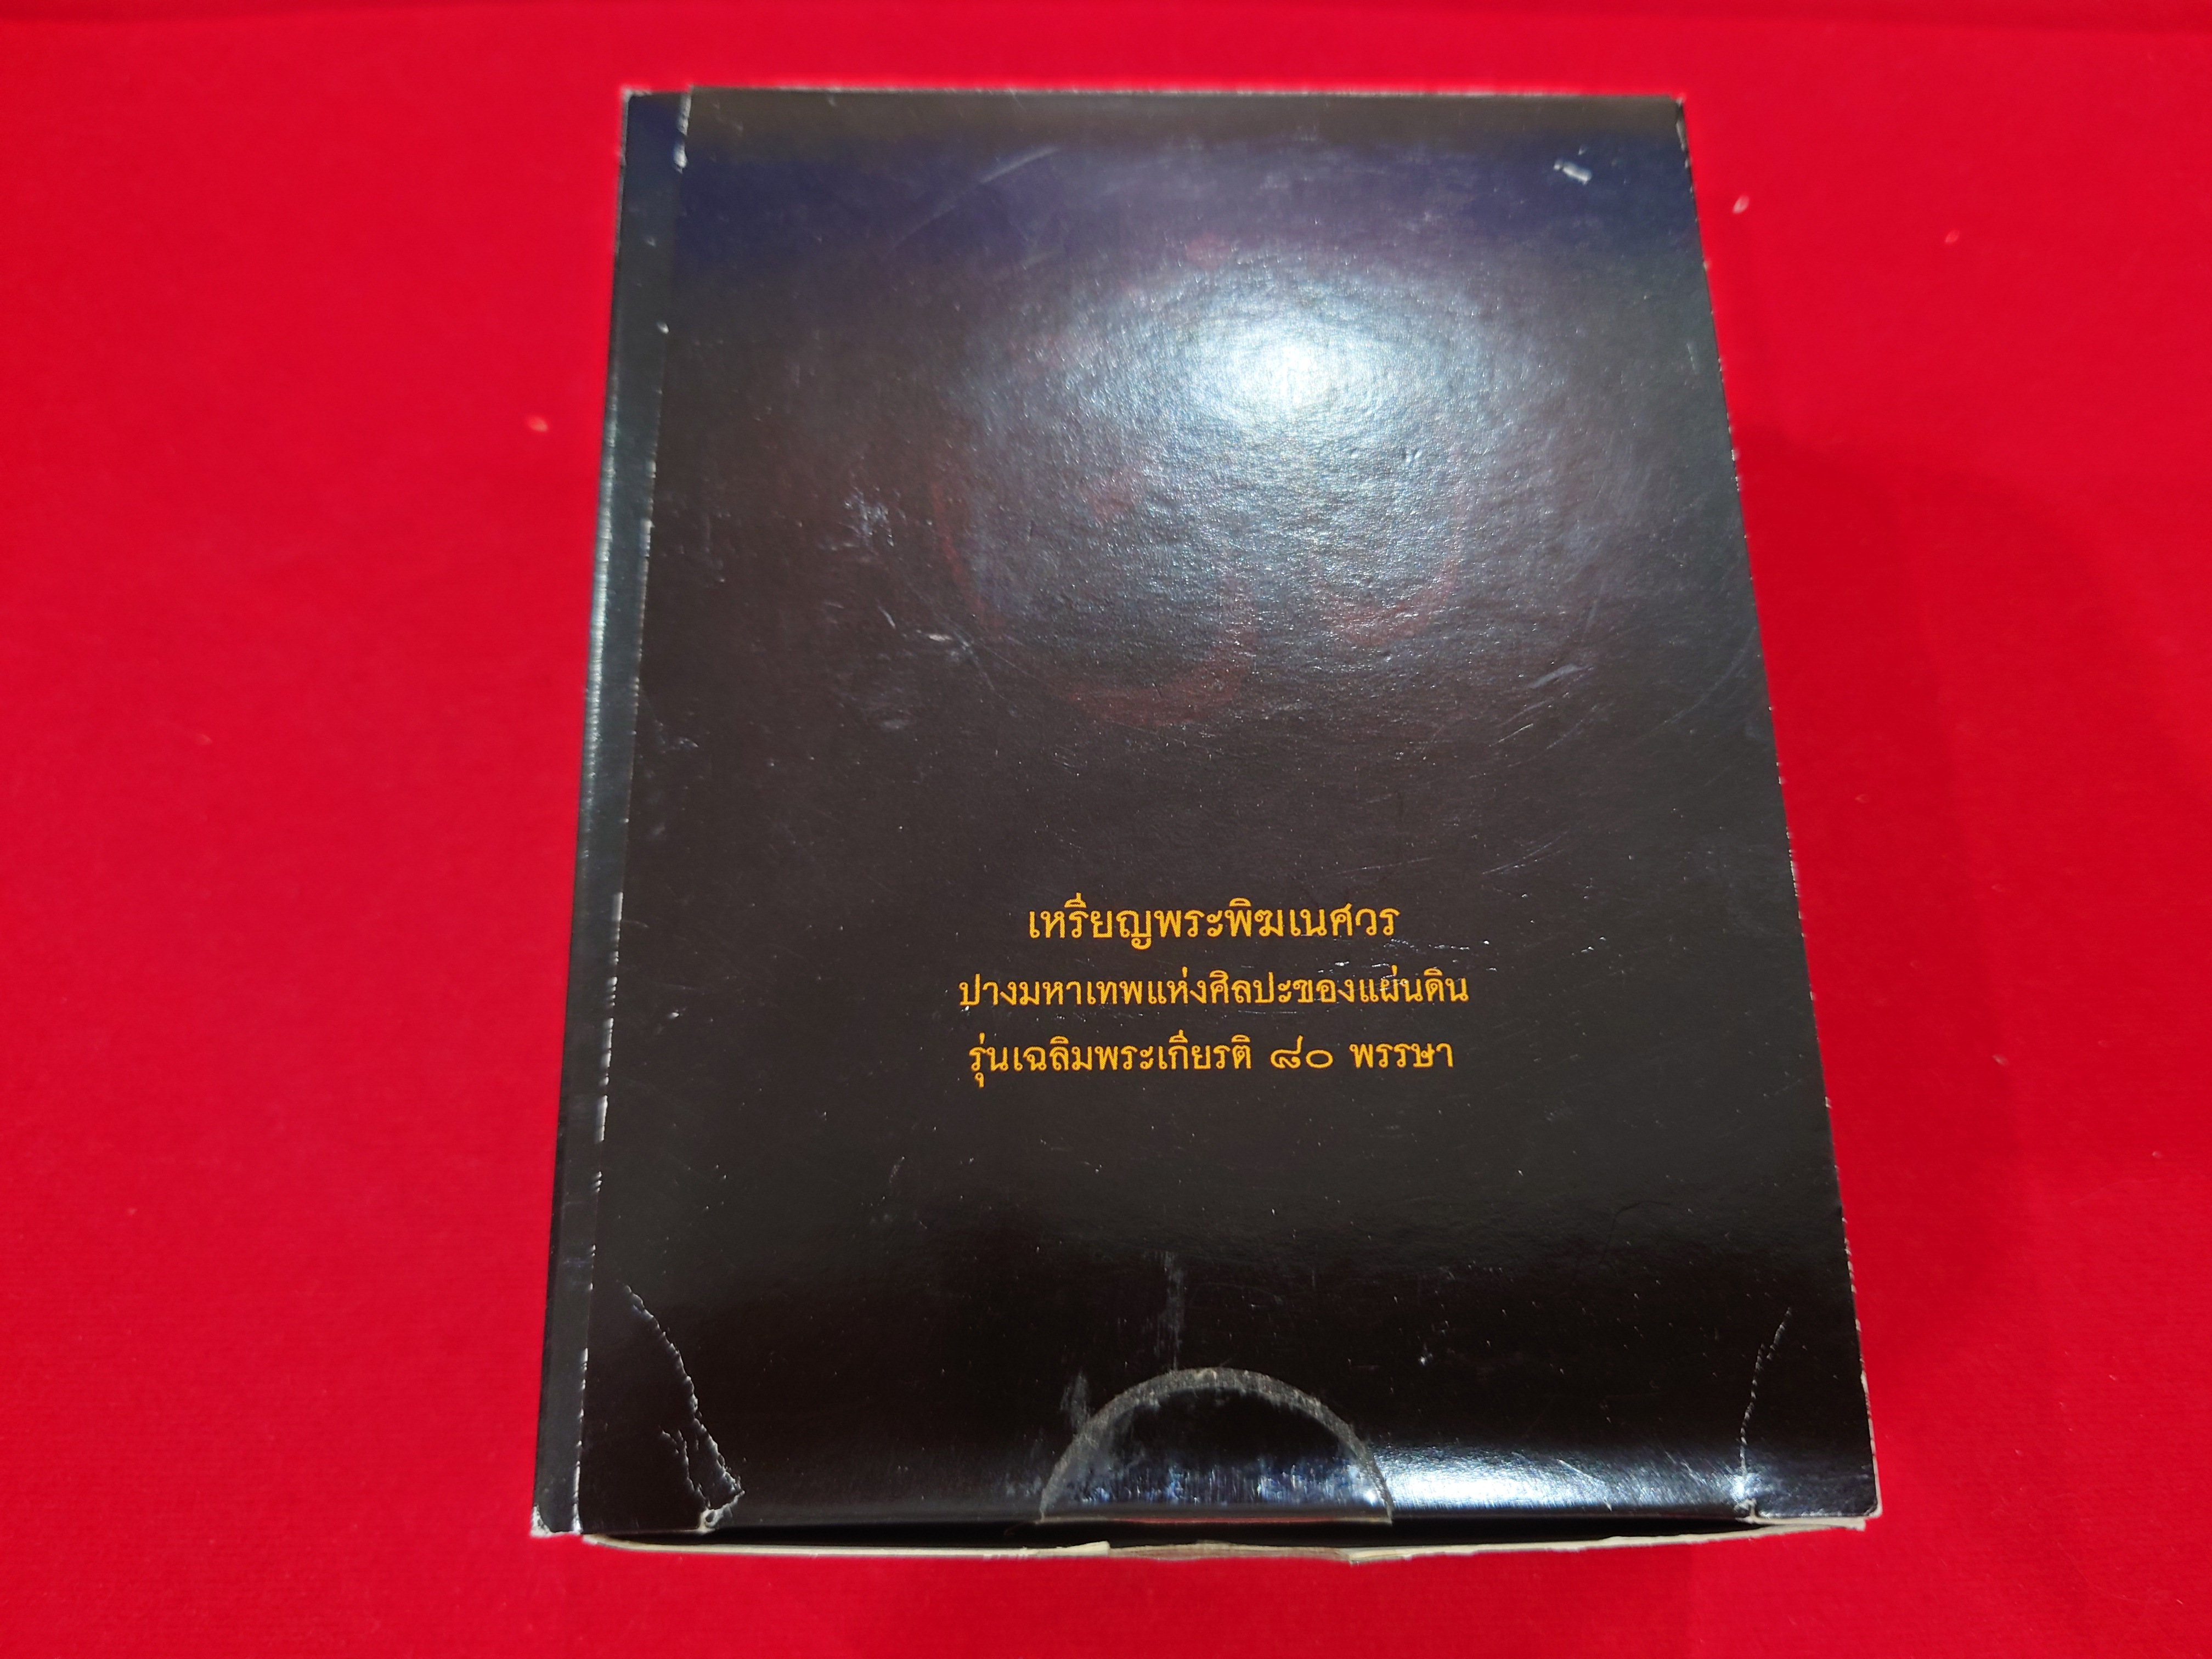 เหรียญพระพิฆเนศวร
ปางมหาเทพแห่งศิลปะของแผ่นดิน
รุ่นเฉลิมพระเกียรติ ๘๐ พรรษา